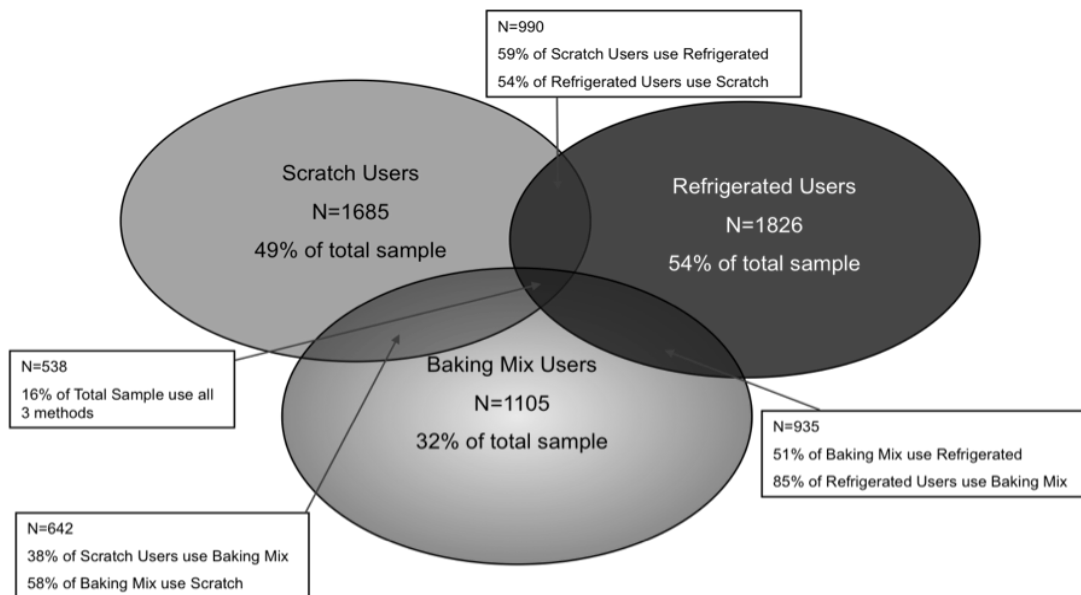 N=990
59% of Scratch Users use Refrigerated
54% of Refrigerated Users use Scratch
Scratch Users
N=1685
49% of total sample
Refrigerated Users
N=1826
54% of total sample
N=538
16% of Total Sample use all
3 methods
Baking Mix Users
N=1105
32% of total sample
N=935
51% of Baking Mix use Refrigerated
85% of Refrigerated Users use Baking Mix
N=642
38% of Scratch Users use Baking Mix
58% of Baking Mix use Scratch